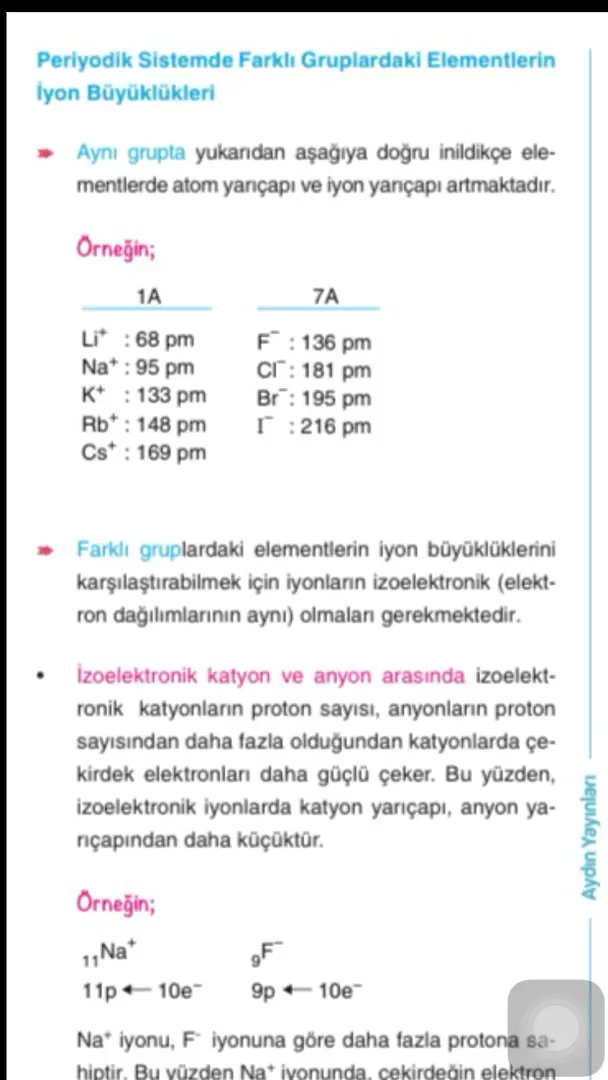 Periyodik Sistemde Farklı Gruplardaki Elementlerin
İyon Büyüklükleri
Aynı grupta yukarıdan aşağıya doğru inildikçe ele-
mentlerde atom yarıçapı ve iyon yarıçapı artmaktadır.
Örneğin;
1A 7A
Li⁺ : 68 pm F⁻ : 136 pm
Na⁺ : 95 pm Cl⁻ : 181 pm
K⁺ : 133 pm Br⁻ : 195 pm
Rb⁺ : 148 pm I⁻ : 216 pm
Cs⁺ : 169 pm
Farklı gruplardaki elementlerin iyon büyüklüklerini
karşılaştırabilmek için iyonların izoelektronik (elekt-
ron dağılımlarının aynı) olmaları gerekmektedir.
• İzoelektronik katyon ve anyon arasında izoelekt-
ronik katyonların proton sayısı, anyonların proton
sayısından daha fazla olduğundan katyonlarda çe-
kirdek elektronları daha güçlü çeker. Bu yüzden,
izoelektronik iyonlarda katyon yarıçapı, anyon ya-
rıçapından daha küçüktür.
Örneğin;
₁₁Na⁺ ₉F⁻
11p ← 10e⁻ 9p ← 10e⁻
Na⁺ iyonu, F⁻ iyonuna göre daha fazla protona sa-
hiptir. Bu yüzden Na⁺ iyonunda, çekirdeğin elektron
Aydın Yayınları